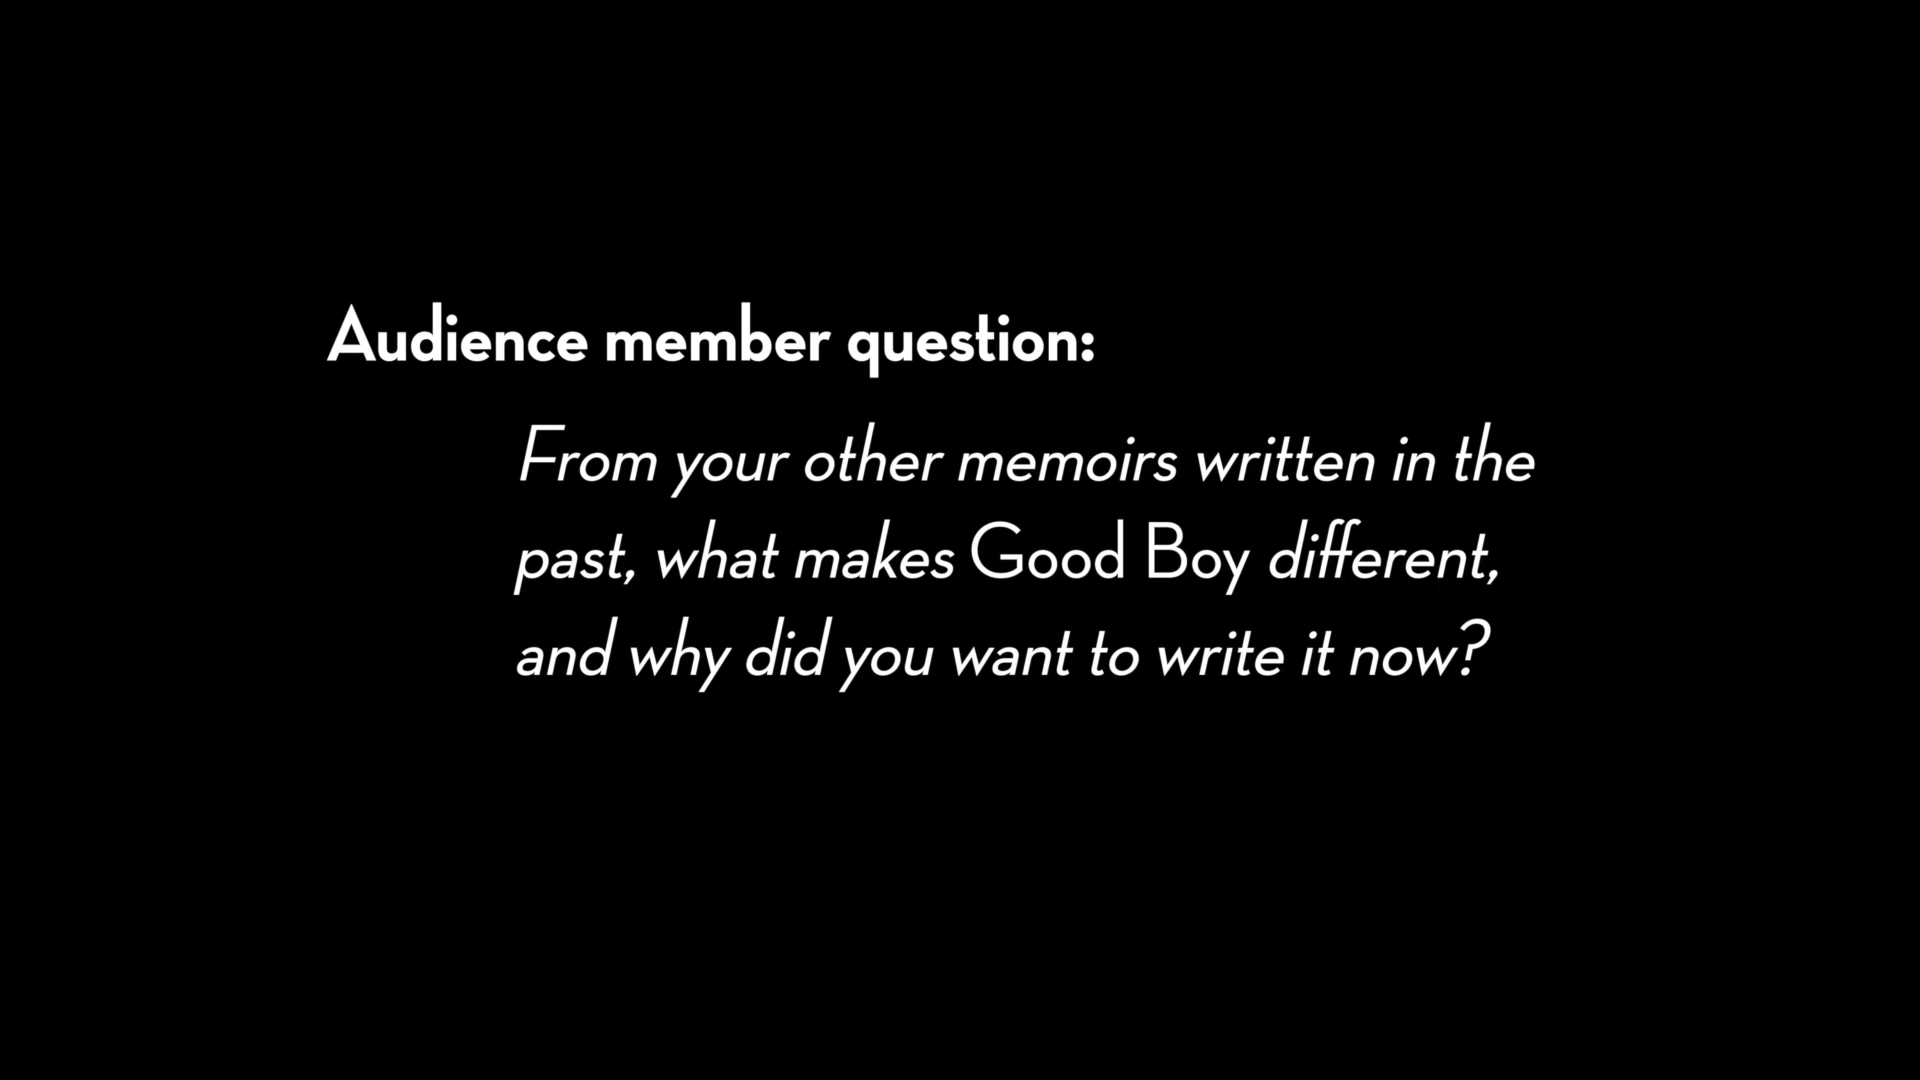 Audience member question:
From your other memoirs written in the
past, what makes Good Boy different,
and why did you want to write it now?